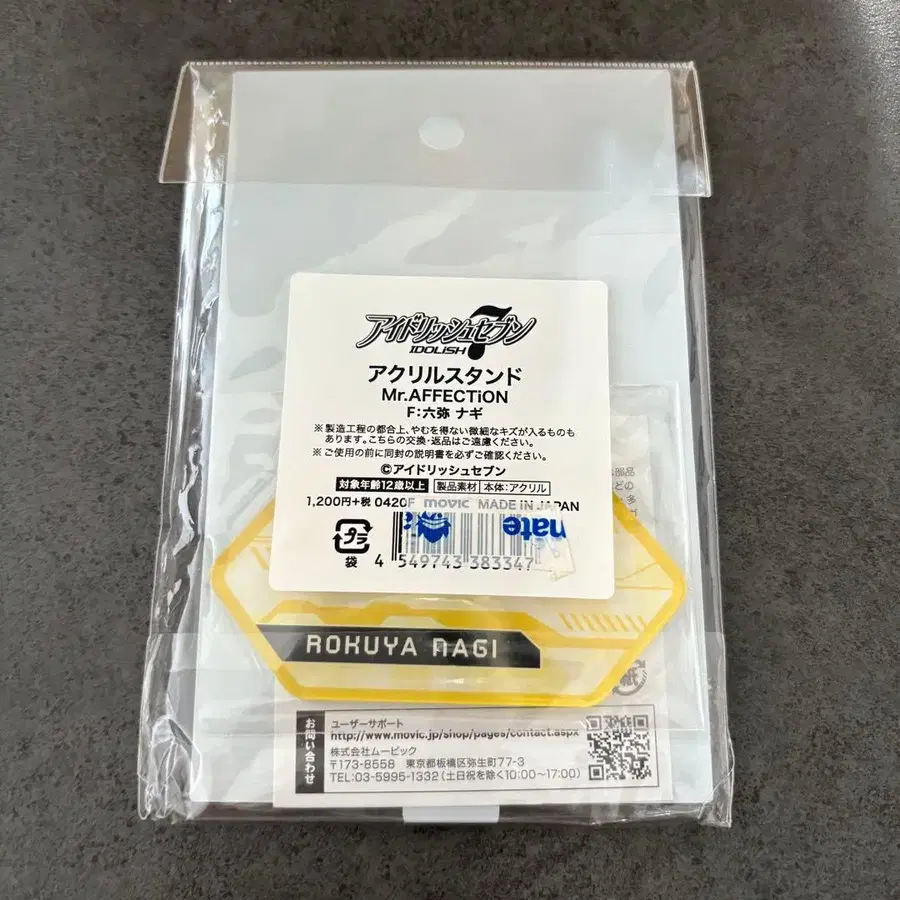 アイドリッシュセブン
IDOLiSH7
アクリルスタンド
Mr.AFFECTiON
F:六弥 ナギ
※製造工程の都合上、やむを得ない微細なキズが入るものも
あります。こちらの交換・返品はご遠慮ください。
※ご使用の前に同封の説明書を必ずご確認ください。
©アイドリッシュセブン
対象年齢12歳以上 製品素材 本体:アクリル
1,200円+税 0420F movic MADE IN JAPAN
プラ
袋
nate
4 549743 383347
部品
どの
多
ROKUYA NAGI
お問い合わせ
ユーザーサポート
http://www.movic.jp/shop/pages/contact.aspx
株式会社ムービック
〒173-8558 東京都板橋区弥生町77-3
TEL:03-5995-1332(土日祝を除く10:00〜17:00)